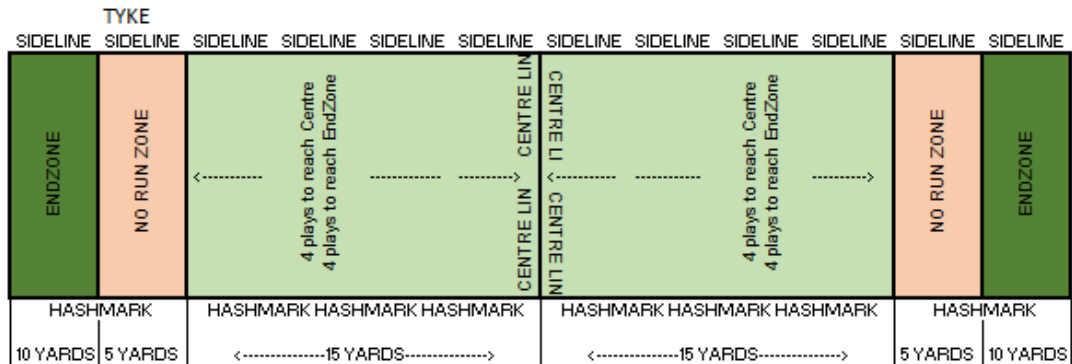 TYKE
SIDELINE SIDELINE SIDELINE SIDELINE SIDELINE SIDELINE SIDELINE SIDELINE SIDELINE SIDELINE SIDELINE SIDELINE
ENDZONE
NO RUN ZONE
4 plays to reach Centre
4 plays to reach EndZone
<-------- ---------- ------->
CENTRE LIN
CENTRE LIN
CENTRE LI
CENTRE LIN
4 plays to reach Centre
4 plays to reach EndZone
<-------- ---------- ------->
NO RUN ZONE
ENDZONE
HASHMARK HASHMARK HASHMARK HASHMARK HASHMARK HASHMARK HASHMARK HASHMARK
10 YARDS 5 YARDS <--------------15 YARDS--------------> <--------------15 YARDS--------------> 5 YARDS 10 YARDS